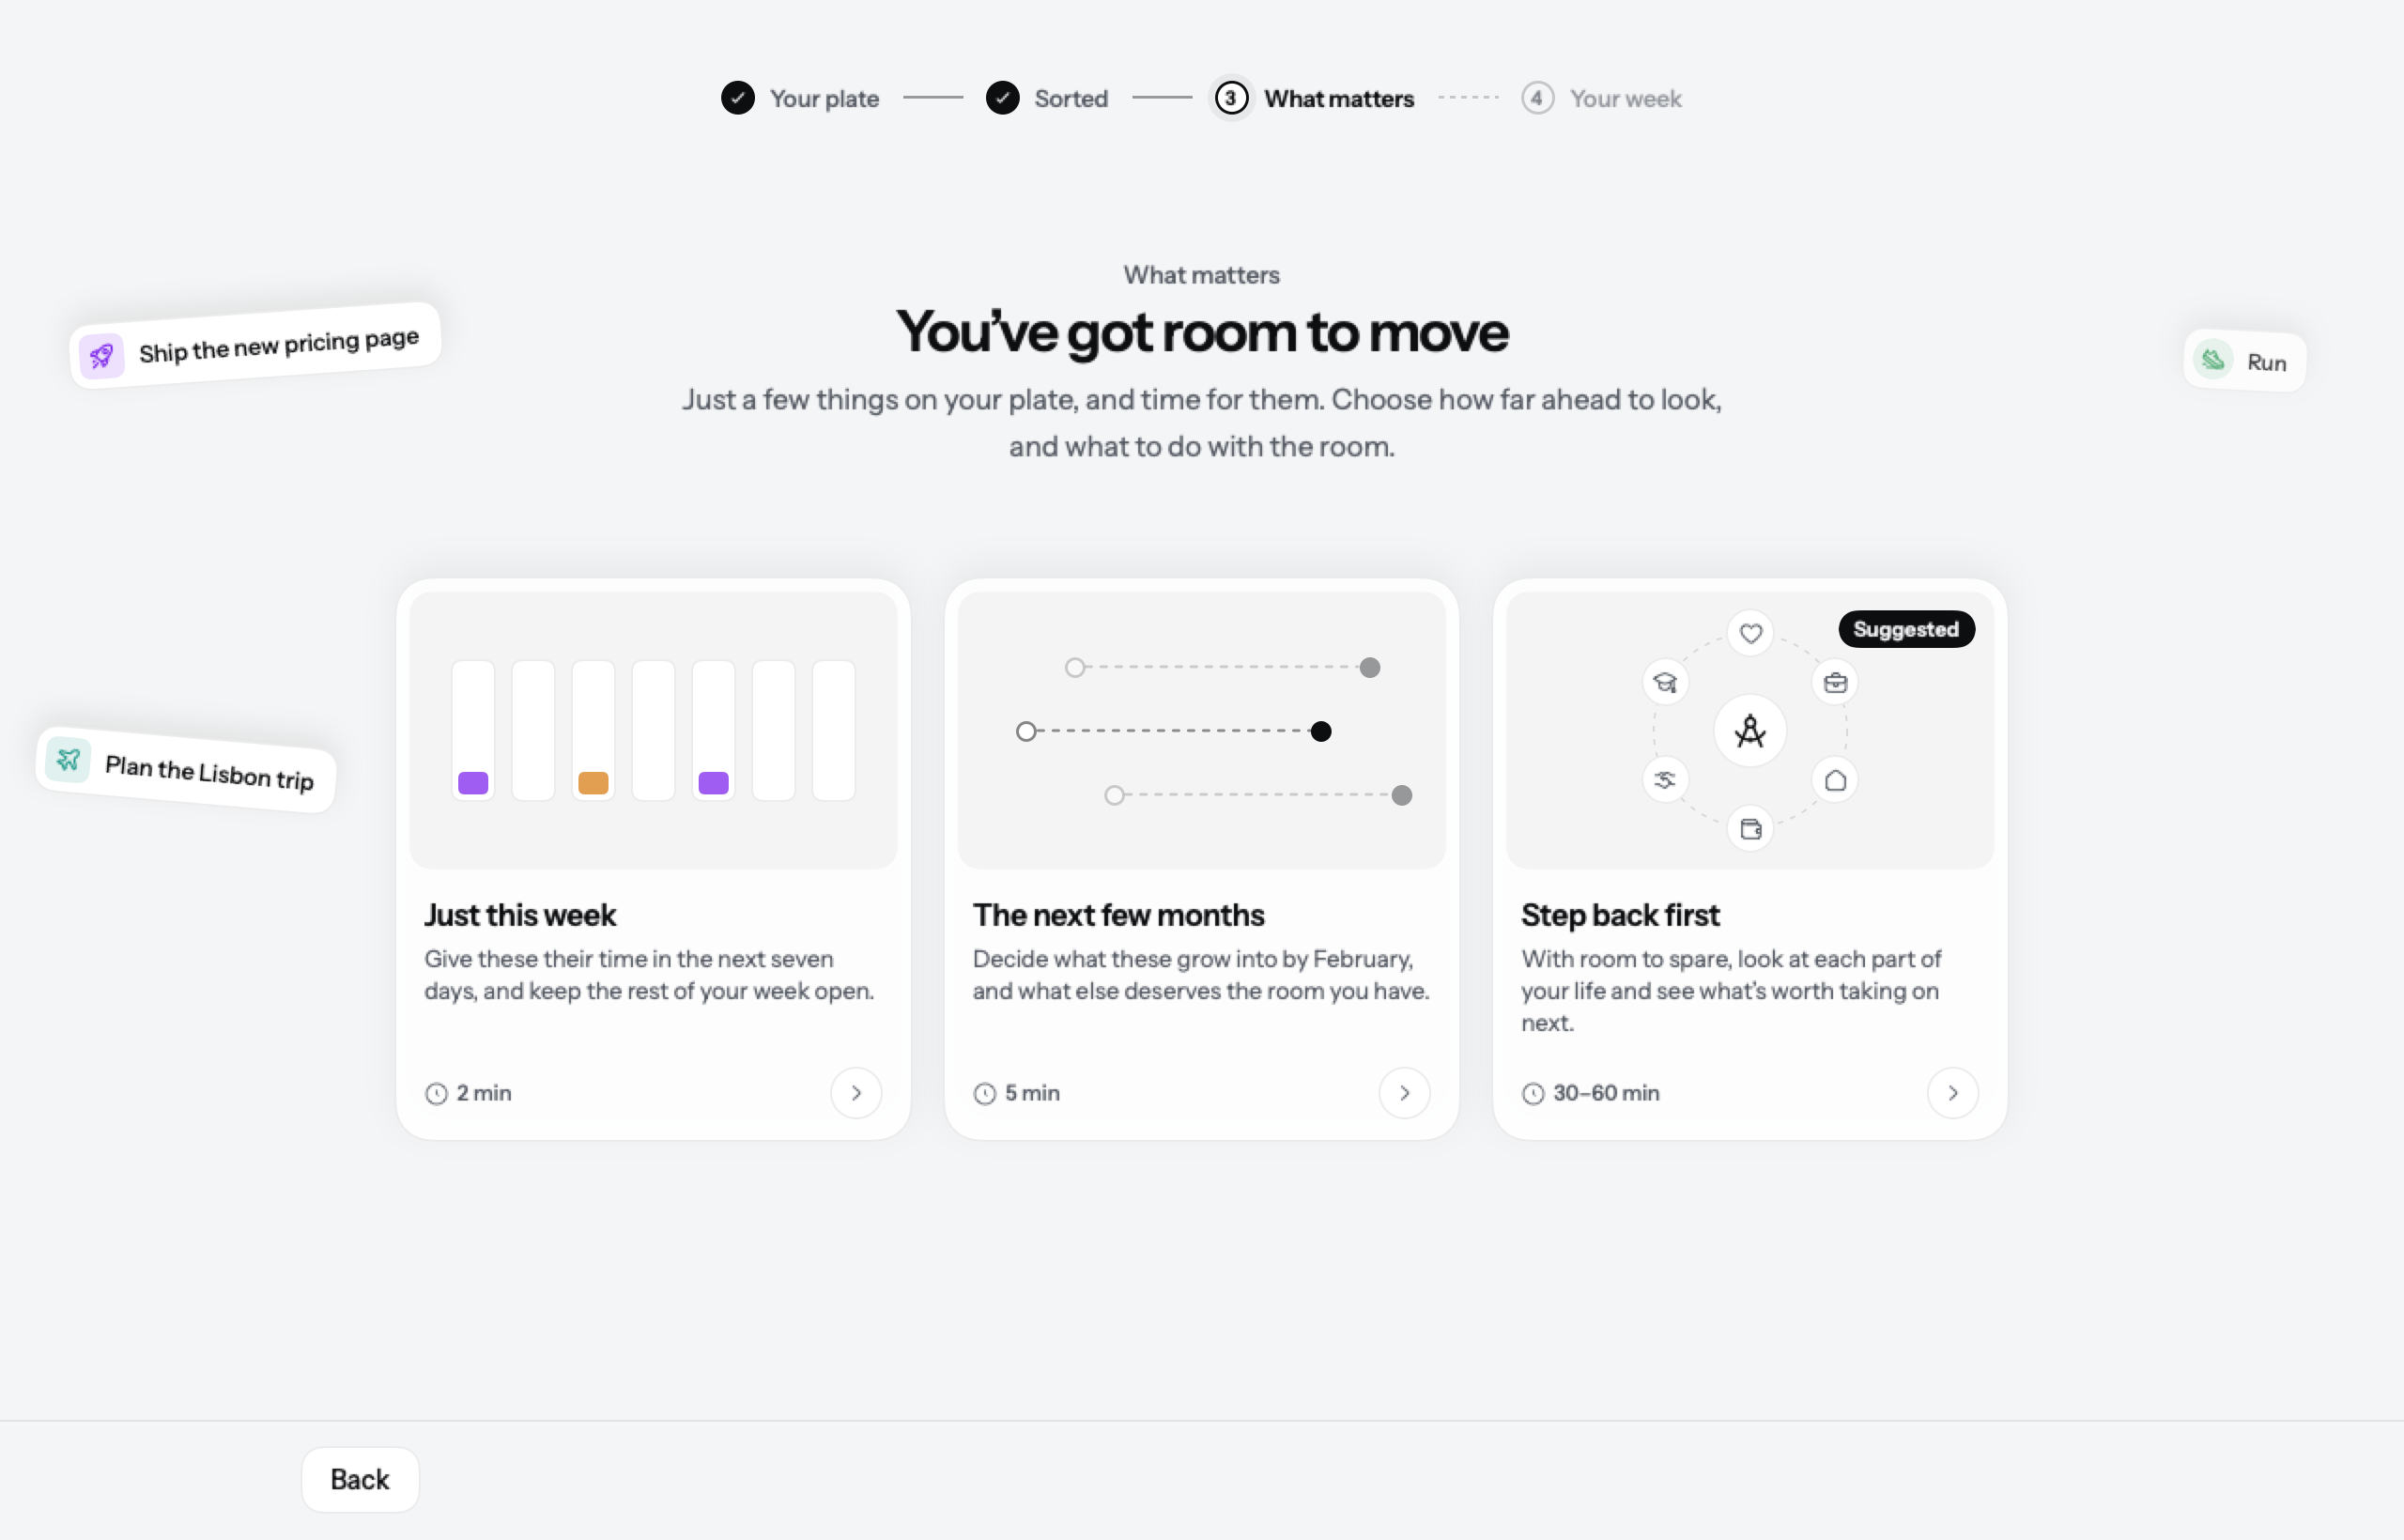 Your plate
Sorted
3 What matters
4 Your week
What matters
You’ve got room to move
Just a few things on your plate, and time for them. Choose how far ahead to look,
and what to do with the room.
Ship the new pricing page
Run
Plan the Lisbon trip
Just this week
Give these their time in the next seven
days, and keep the rest of your week open.
2 min
The next few months
Decide what these grow into by February,
and what else deserves the room you have.
5 min
Suggested
Step back first
With room to spare, look at each part of
your life and see what’s worth taking on
next.
30–60 min
Back